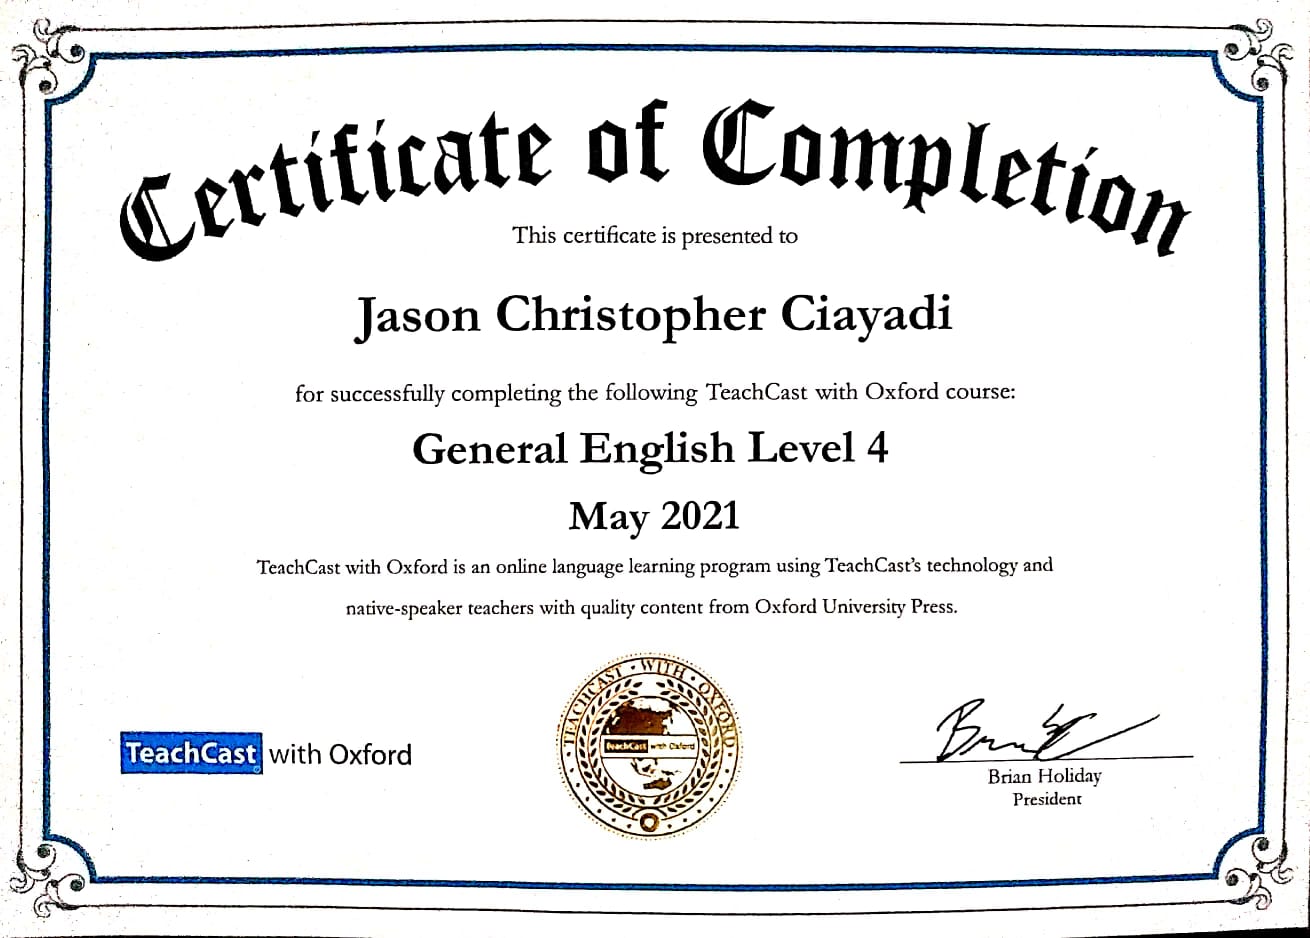 Certificate of Completion
This certificate is presented to
Jason Christopher Ciayadi
for successfully completing the following TeachCast with Oxford course:
General English Level 4
May 2021
TeachCast with Oxford is an online language learning program using TeachCast's technology and
native-speaker teachers with quality content from Oxford University Press.
TEACHCAST · WITH · OXFORD
TeachCast with Oxford
TeachCast with Oxford
Brian Holiday
President